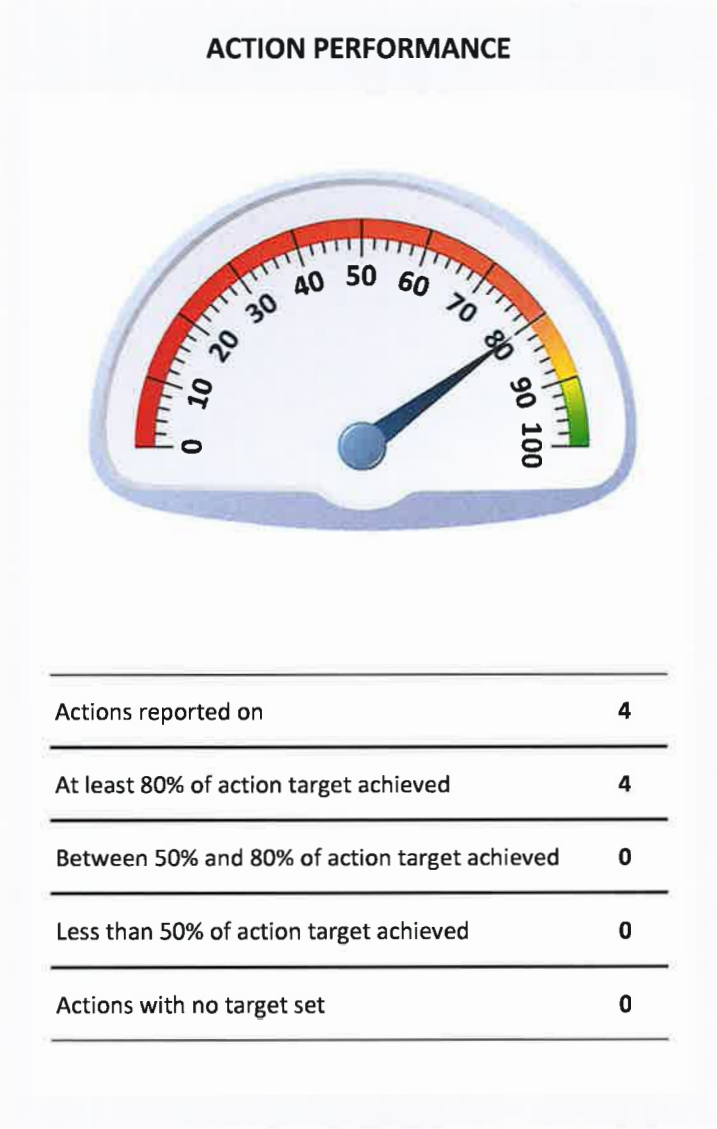 ACTION PERFORMANCE
0
10
20
30
40
50
60
70
80
90
100
Actions reported on 4
At least 80% of action target achieved 4
Between 50% and 80% of action target achieved 0
Less than 50% of action target achieved 0
Actions with no target set 0